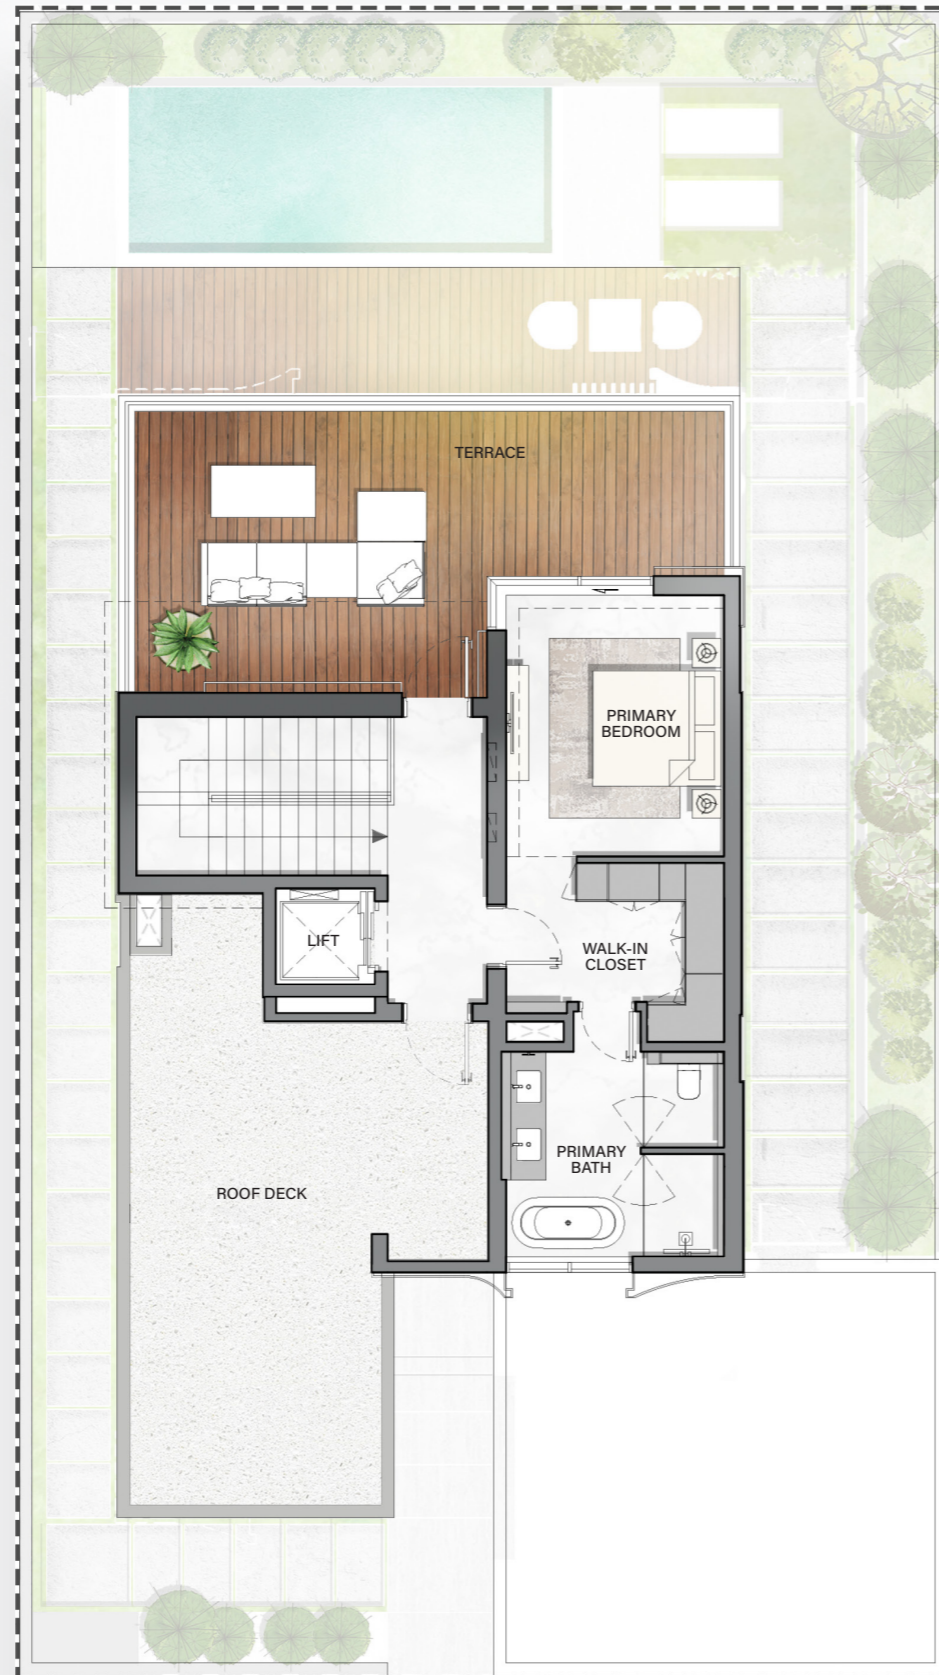 TERRACE
PRIMARY
BEDROOM
LIFT
WALK-IN
CLOSET
PRIMARY
BATH
ROOF DECK